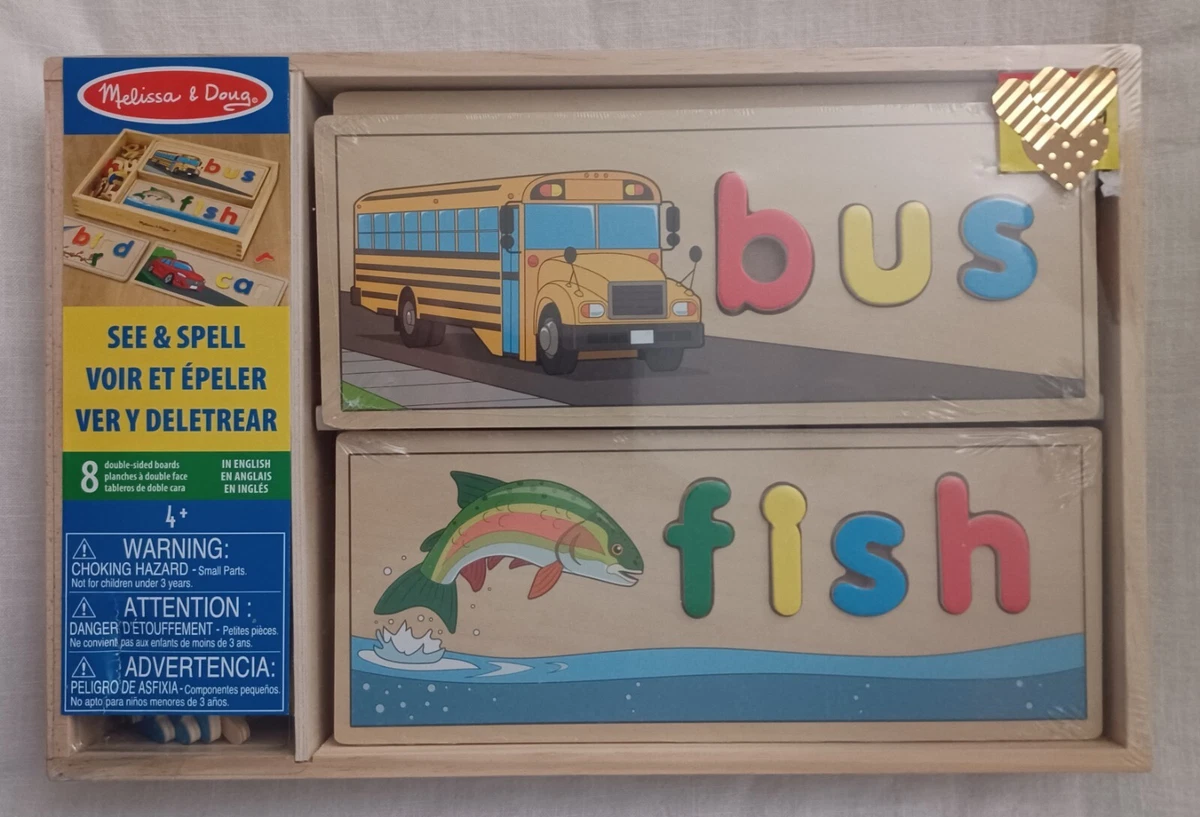 Melissa & Doug®
bus
fish
bi d
ca
SEE & SPELL
VOIR ET ÉPELER
VER Y DELETREAR
8 double-sided boards
planches à double face
tableros de doble cara
IN ENGLISH
EN ANGLAIS
EN INGLÉS
4+
WARNING:
CHOKING HAZARD - Small Parts.
Not for children under 3 years.
ATTENTION :
DANGER D'ÉTOUFFEMENT - Petites pièces.
Ne convient pas aux enfants de moins de 3 ans.
ADVERTENCIA:
PELIGRO DE ASFIXIA - Componentes pequeños.
No apto para niños menores de 3 años.
bus
fish